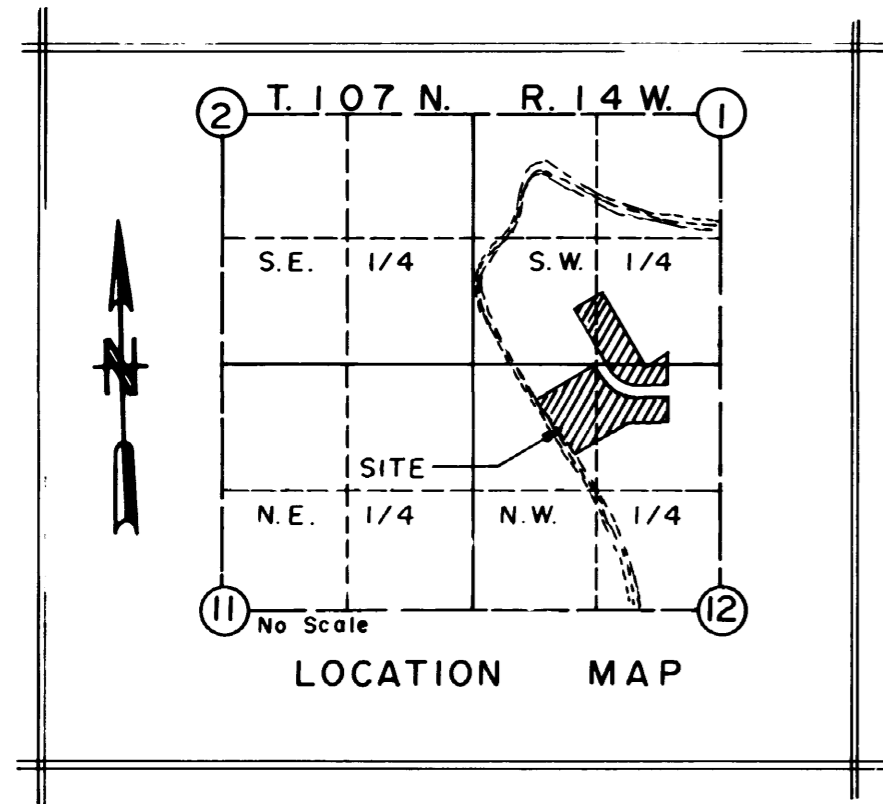 T. 107 N. R. 14 W.
2 1
S.E. 1/4 S.W. 1/4
N
SITE
N.E. 1/4 N.W. 1/4
11 12
No Scale
LOCATION MAP